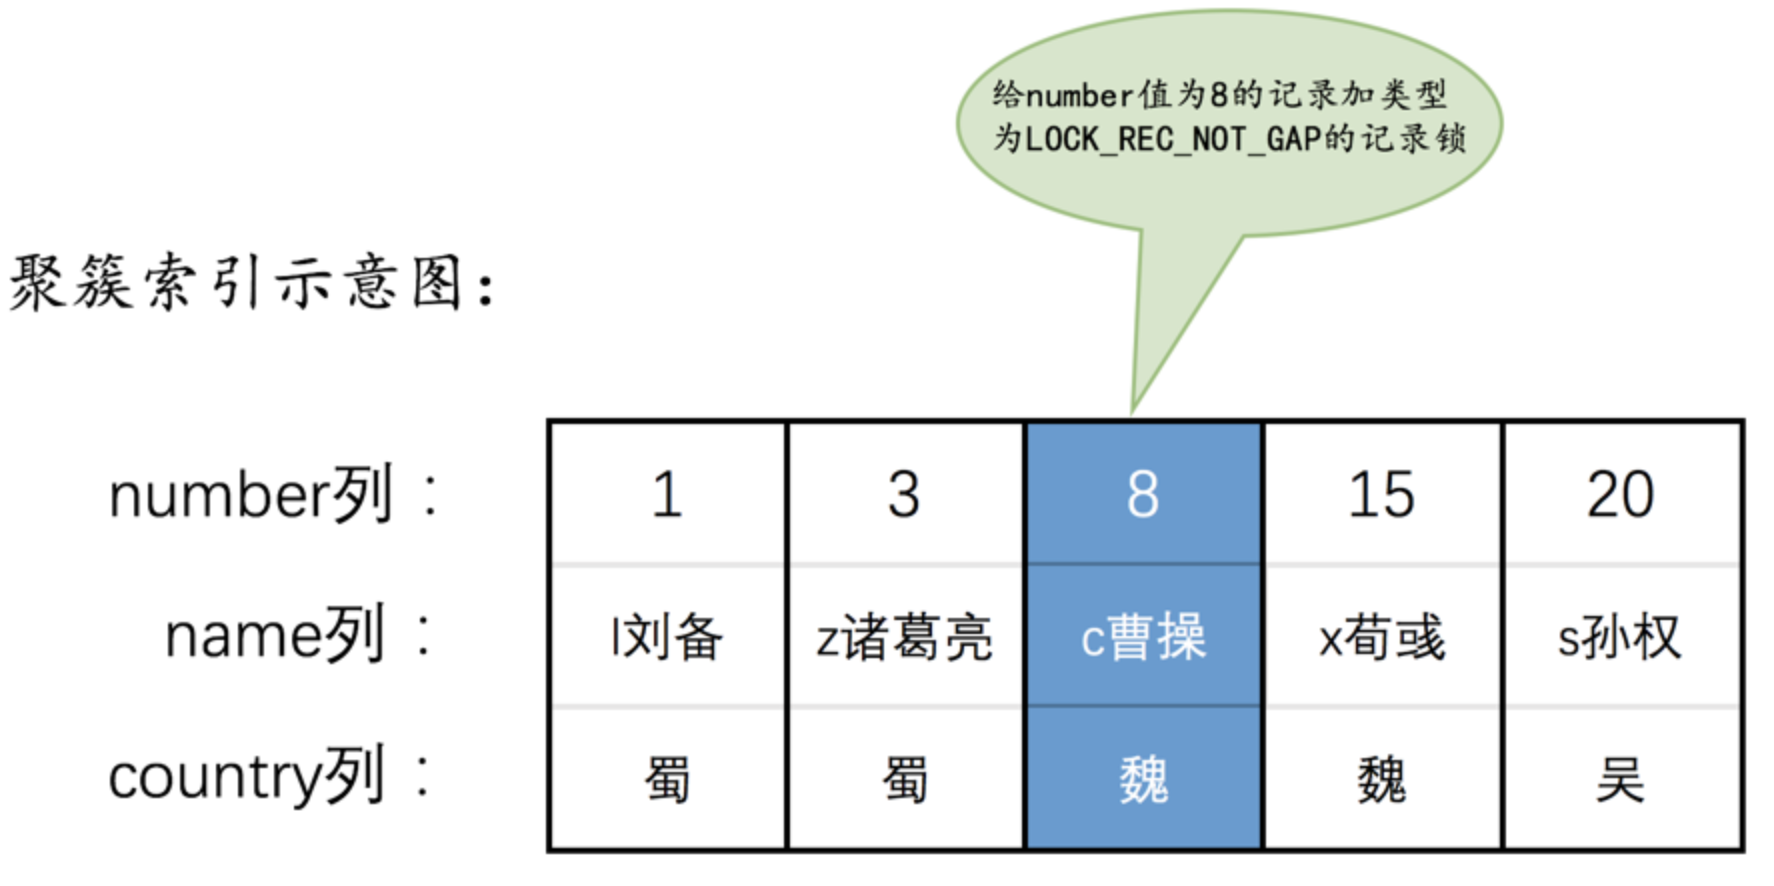 给number值为8的记录加类型
为LOCK_REC_NOT_GAP的记录锁
聚簇索引示意图：
number列： 1 3 8 15 20
name列： l刘备 z诸葛亮 c曹操 x荀彧 s孙权
country列： 蜀 蜀 魏 魏 吴